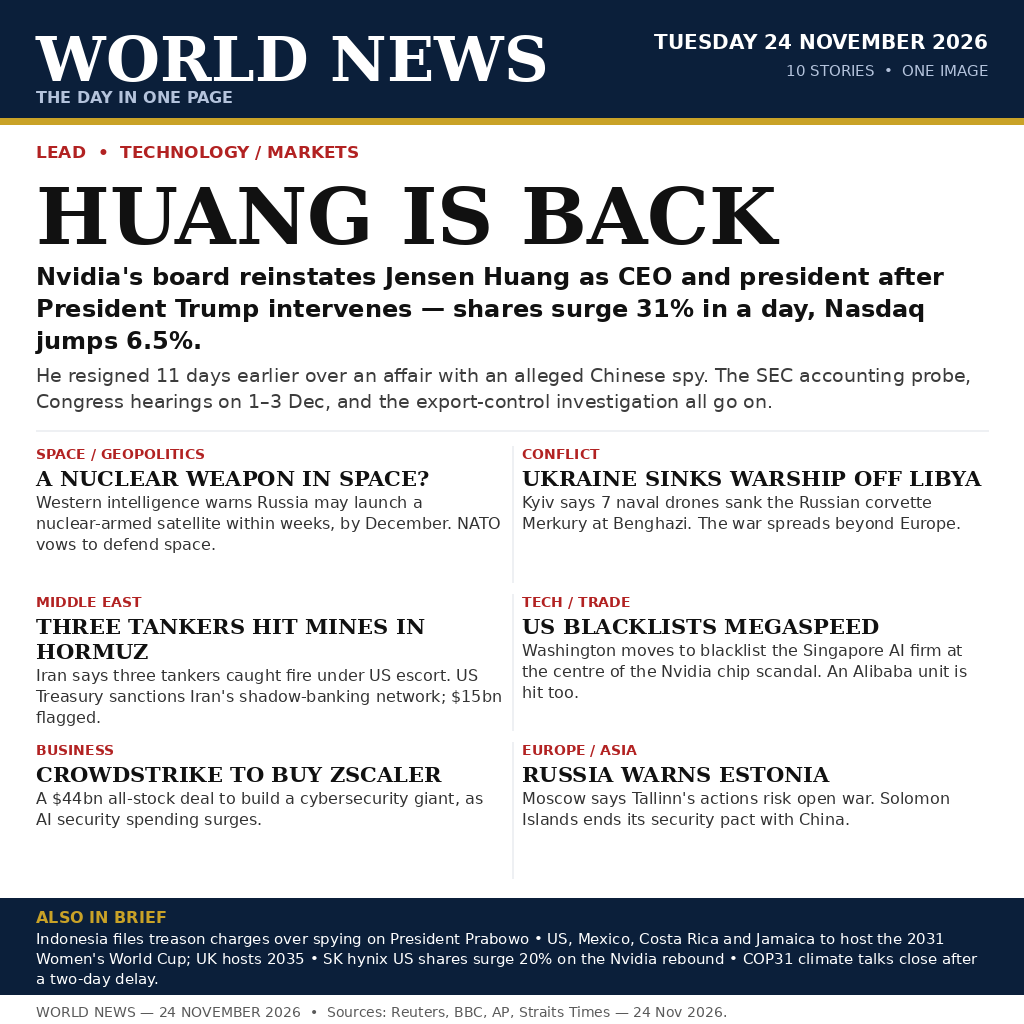 WORLD NEWS
THE DAY IN ONE PAGE
TUESDAY 24 NOVEMBER 2026
10 STORIES • ONE IMAGE
LEAD • TECHNOLOGY / MARKETS
HUANG IS BACK
Nvidia's board reinstates Jensen Huang as CEO and president after
President Trump intervenes — shares surge 31% in a day, Nasdaq
jumps 6.5%.
He resigned 11 days earlier over an affair with an alleged Chinese spy. The SEC accounting probe,
Congress hearings on 1–3 Dec, and the export-control investigation all go on.
SPACE / GEOPOLITICS
A NUCLEAR WEAPON IN SPACE?
Western intelligence warns Russia may launch a
nuclear-armed satellite within weeks, by December. NATO
vows to defend space.
CONFLICT
UKRAINE SINKS WARSHIP OFF LIBYA
Kyiv says 7 naval drones sank the Russian corvette
Merkury at Benghazi. The war spreads beyond Europe.
MIDDLE EAST
THREE TANKERS HIT MINES IN
HORMUZ
Iran says three tankers caught fire under US escort. US
Treasury sanctions Iran's shadow-banking network; $15bn
flagged.
TECH / TRADE
US BLACKLISTS MEGASPEED
Washington moves to blacklist the Singapore AI firm at
the centre of the Nvidia chip scandal. An Alibaba unit is
hit too.
BUSINESS
CROWDSTRIKE TO BUY ZSCALER
A $44bn all-stock deal to build a cybersecurity giant, as
AI security spending surges.
EUROPE / ASIA
RUSSIA WARNS ESTONIA
Moscow says Tallinn's actions risk open war. Solomon
Islands ends its security pact with China.
ALSO IN BRIEF
Indonesia files treason charges over spying on President Prabowo • US, Mexico, Costa Rica and Jamaica to host the 2031
Women's World Cup; UK hosts 2035 • SK hynix US shares surge 20% on the Nvidia rebound • COP31 climate talks close after
a two-day delay.
WORLD NEWS — 24 NOVEMBER 2026 • Sources: Reuters, BBC, AP, Straits Times — 24 Nov 2026.